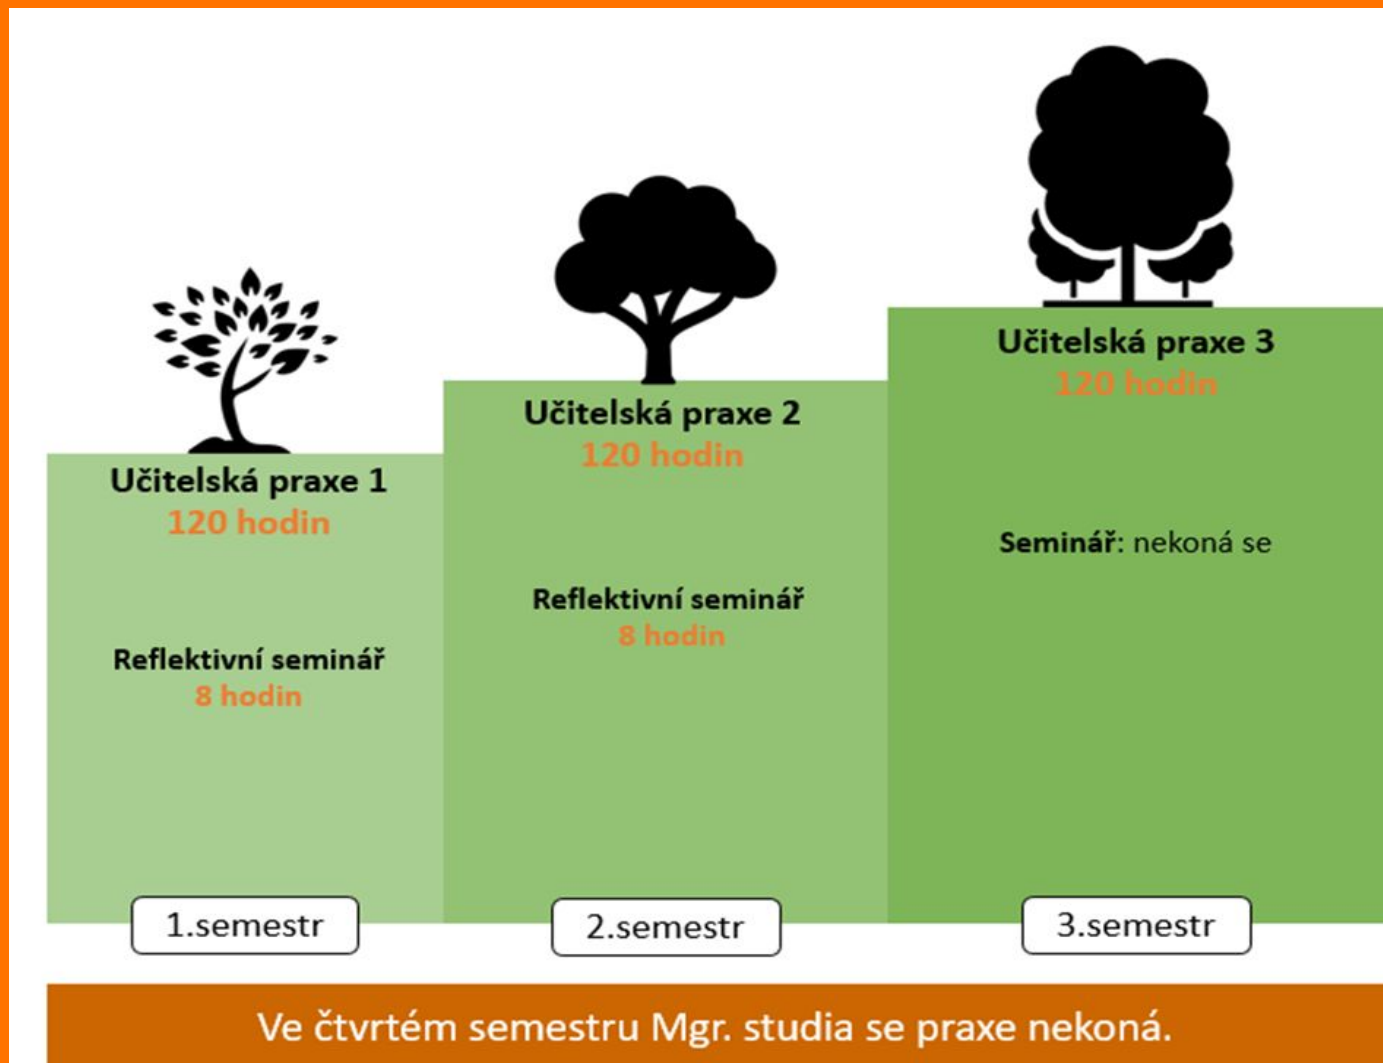 Učitelská praxe 1
120 hodin
Reflektivní seminář
8 hodin
1.semestr
Učitelská praxe 2
120 hodin
Reflektivní seminář
8 hodin
2.semestr
Učitelská praxe 3
120 hodin
Seminář: nekoná se
3.semestr
Ve čtvrtém semestru Mgr. studia se praxe nekoná.